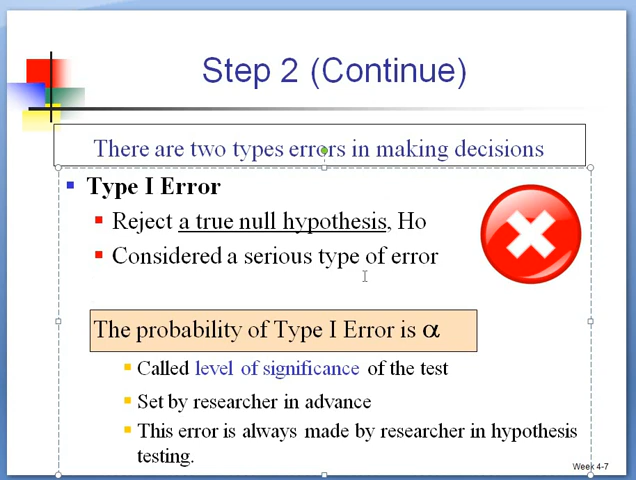 Step 2 (Continue)
There are two types errors in making decisions
Type I Error
Reject a true null hypothesis, Ho
Considered a serious type of error
The probability of Type I Error is α
Called level of significance of the test
Set by researcher in advance
This error is always made by researcher in hypothesis
testing.
Week 4-7